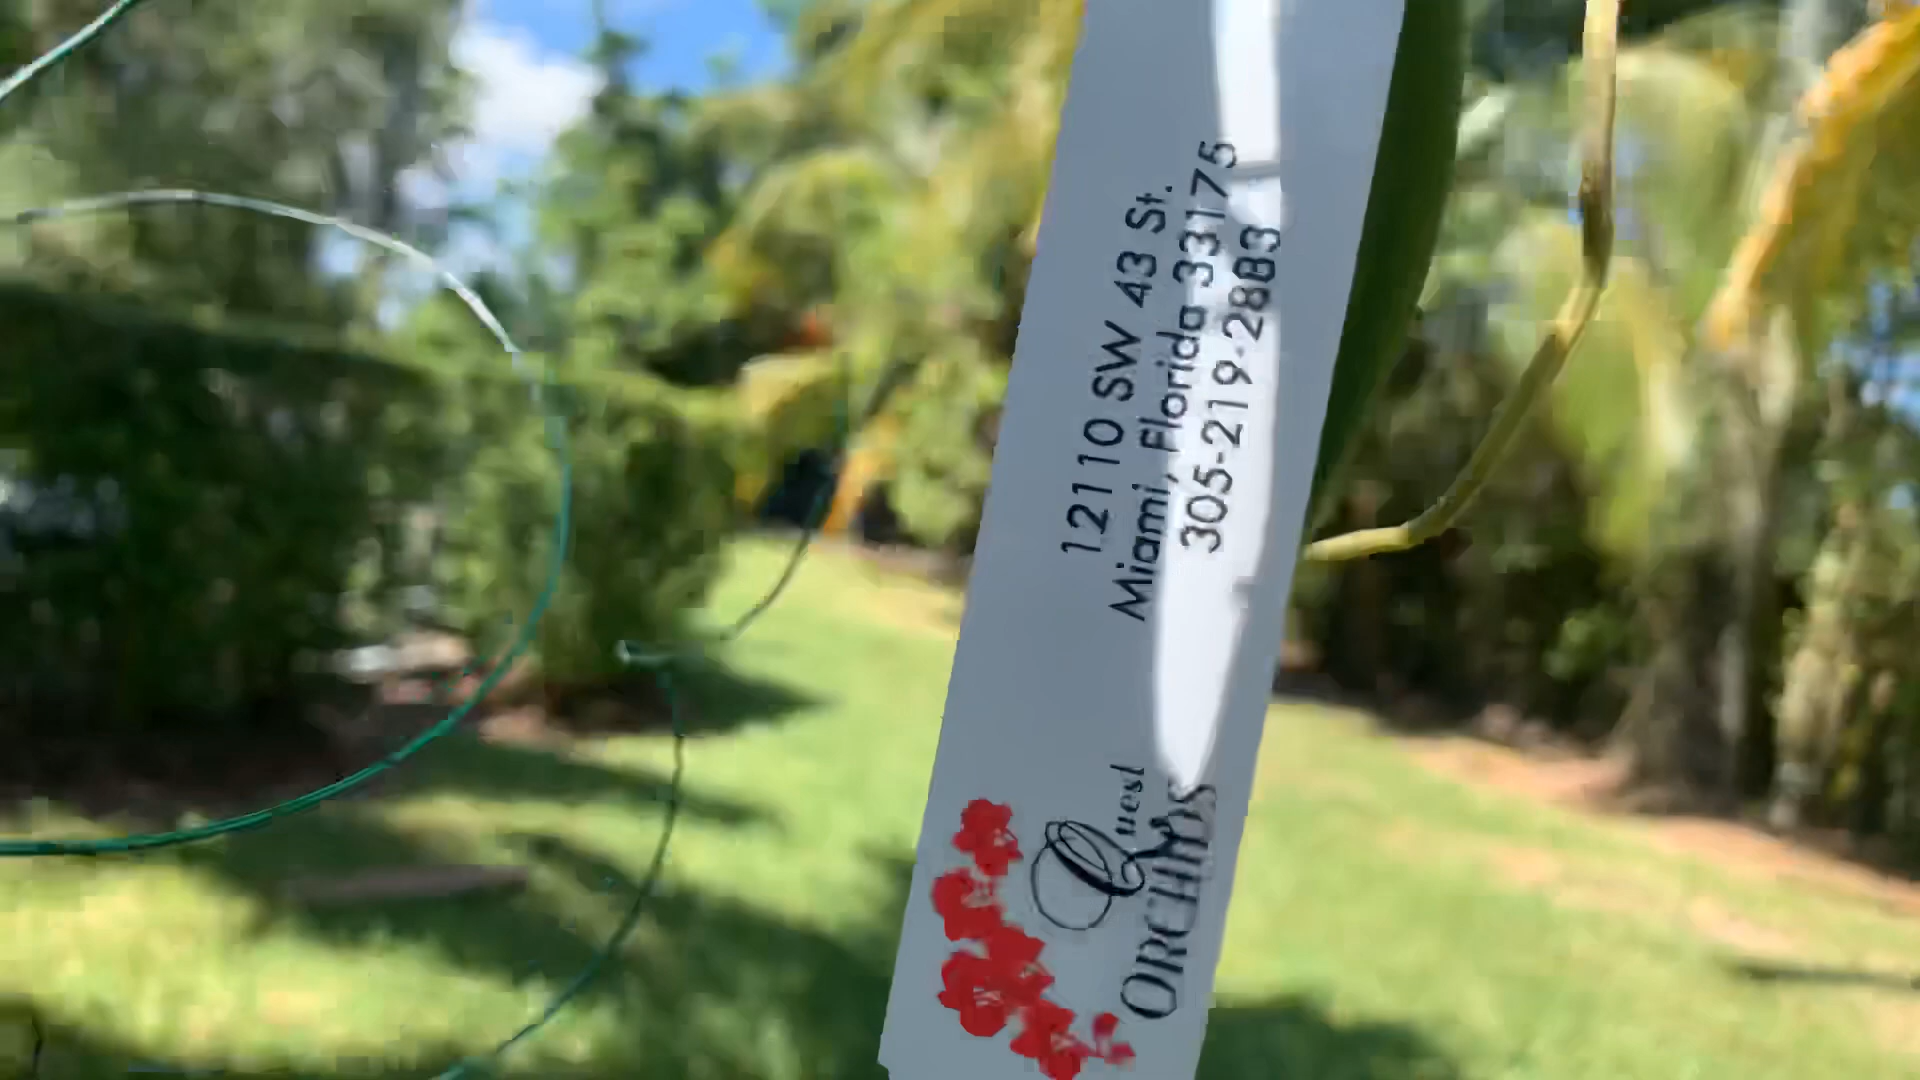 Quest
ORCHIDS
12110 SW 43 St.
Miami, Florida 33175
305-219-2883